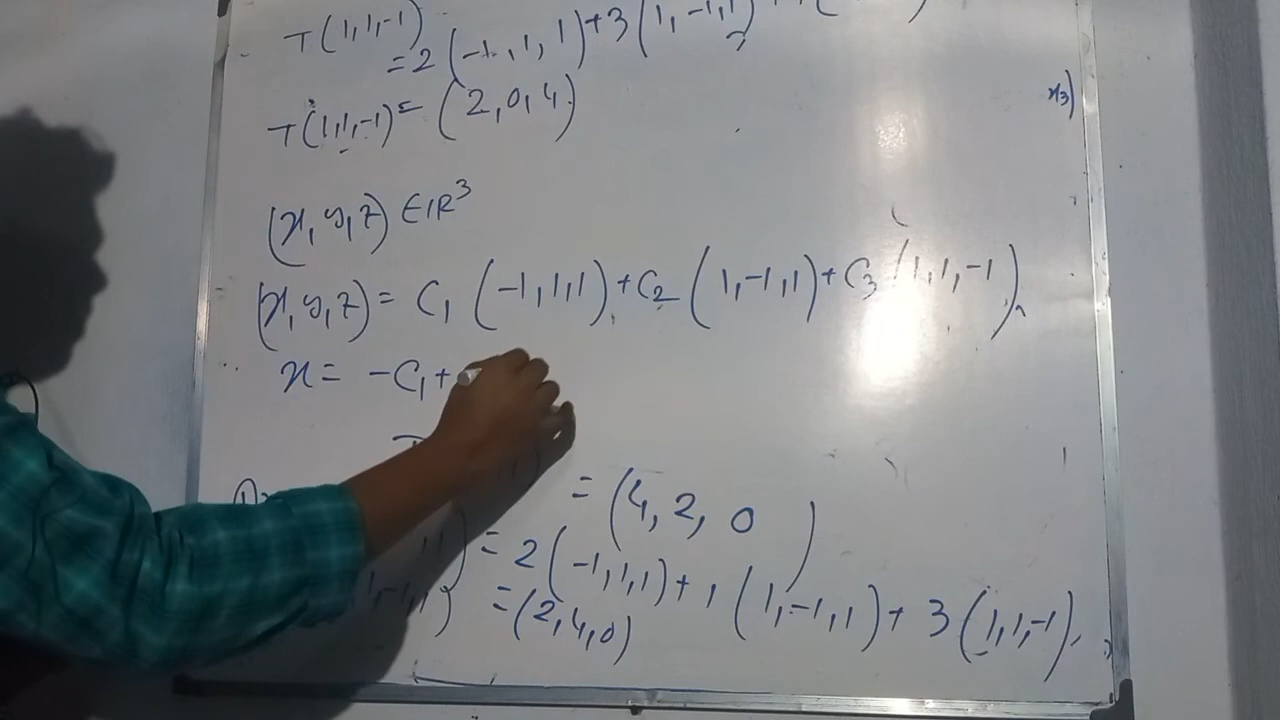 T(1,1,-1)
= 2(-1,1,1)+3(1,-1,1)
T(1,1,-1) = (2,0,4)
x₃)
(x,y,z) ∈ IR³
(x,y,z) = C₁(-1,1,1)+C₂(1,-1,1)+C₃(1,1,-1)
x = -C₁+
= (4,2,0)
= 2(-1,1,1)+1(1,-1,1)+3(1,1,-1)
= (2,4,0)